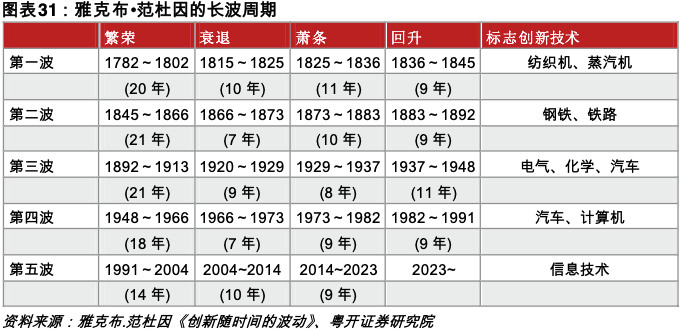 图表31：雅克布•范杜因的长波周期
繁荣 衰退 萧条 回升 标志创新技术
第一波 1782～1802 1815～1825 1825～1836 1836～1845 纺织机、蒸汽机
(20 年) (10 年) (11 年) (9 年)
第二波 1845～1866 1866～1873 1873～1883 1883～1892 钢铁、铁路
(21 年) (7 年) (10 年) (9 年)
第三波 1892～1913 1920～1929 1929～1937 1937～1948 电气、化学、汽车
(21 年) (9 年) (8 年) (11 年)
第四波 1948～1966 1966～1973 1973～1982 1982～1991 汽车、计算机
(18 年) (7 年) (9 年) (9 年)
第五波 1991～2004 2004~2014 2014~2023 2023~ 信息技术
(14 年) (10 年) (9 年)
资料来源：雅克布.范杜因《创新随时间的波动》、粤开证券研究院